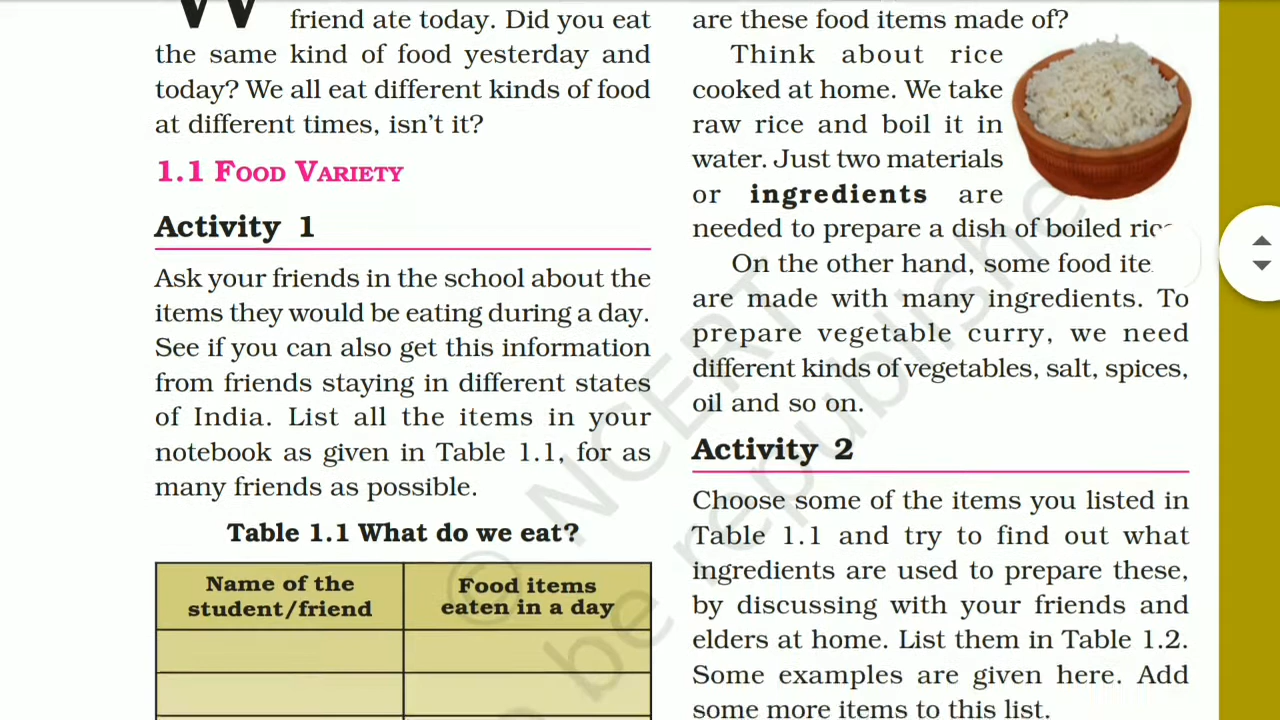 friend ate today. Did you eat
the same kind of food yesterday and
today? We all eat different kinds of food
at different times, isn't it?
1.1 FOOD VARIETY
Activity 1
Ask your friends in the school about the
items they would be eating during a day.
See if you can also get this information
from friends staying in different states
of India. List all the items in your
notebook as given in Table 1.1, for as
many friends as possible.
Table 1.1 What do we eat?
Name of the
student/friend
Food items
eaten in a day
are these food items made of?
Think about rice
cooked at home. We take
raw rice and boil it in
water. Just two materials
or ingredients are
needed to prepare a dish of boiled
On the other hand, some food
are made with many ingredients. To
prepare vegetable curry, we need
different kinds of vegetables, salt, spices,
oil and so on.
Activity 2
Choose some of the items you listed in
Table 1.1 and try to find out what
ingredients are used to prepare these,
by discussing with your friends and
elders at home. List them in Table 1.2.
Some examples are given here. Add
some more items to this list.
© NCERT
be republishe